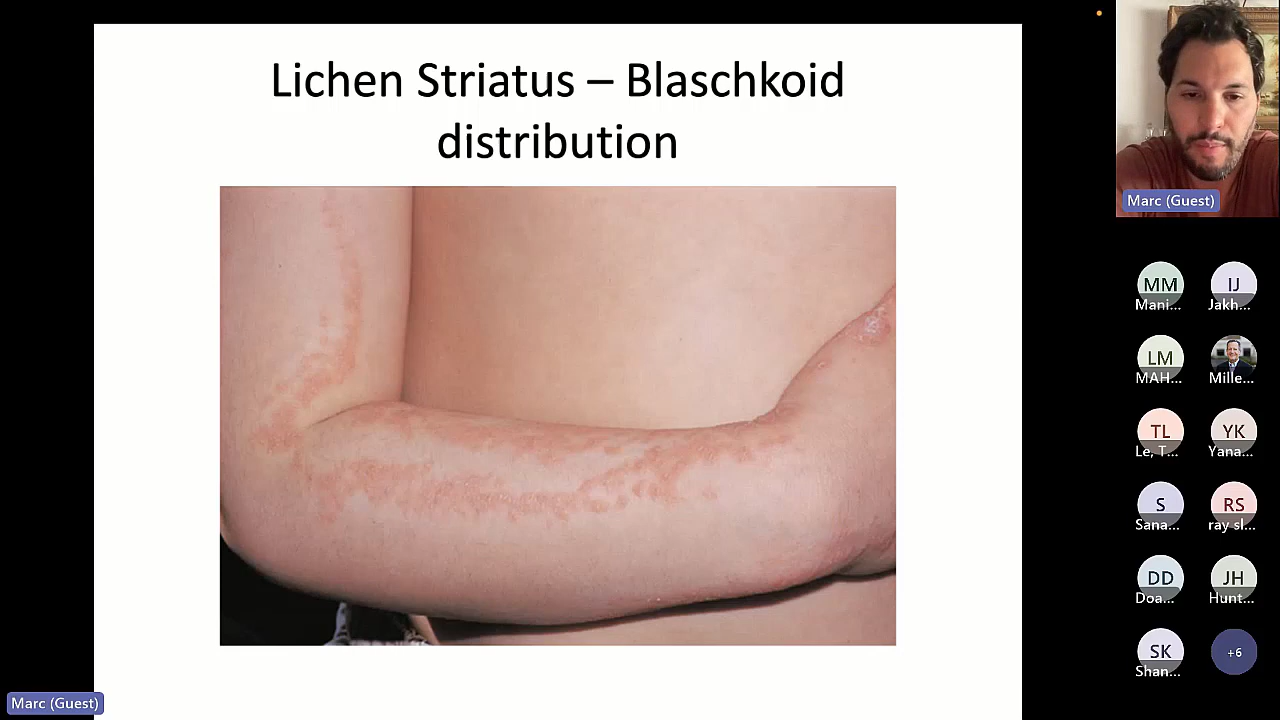 Lichen Striatus – Blaschkoid
distribution
Marc (Guest)
MM
IJ
Mani...
Jakh...
LM
MAH...
Mille...
TL
YK
Le, T...
Yana...
S
RS
Sana...
ray sl...
DD
JH
Doa...
Hunt...
SK
+6
Shan...
Marc (Guest)